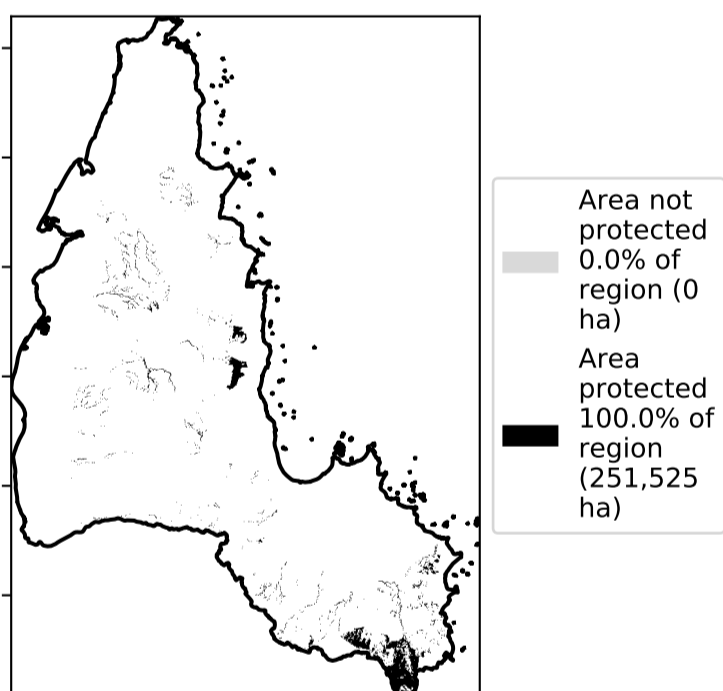 Area not
protected
0.0% of
region (0
ha)
Area
protected
100.0% of
region
(251,525
ha)